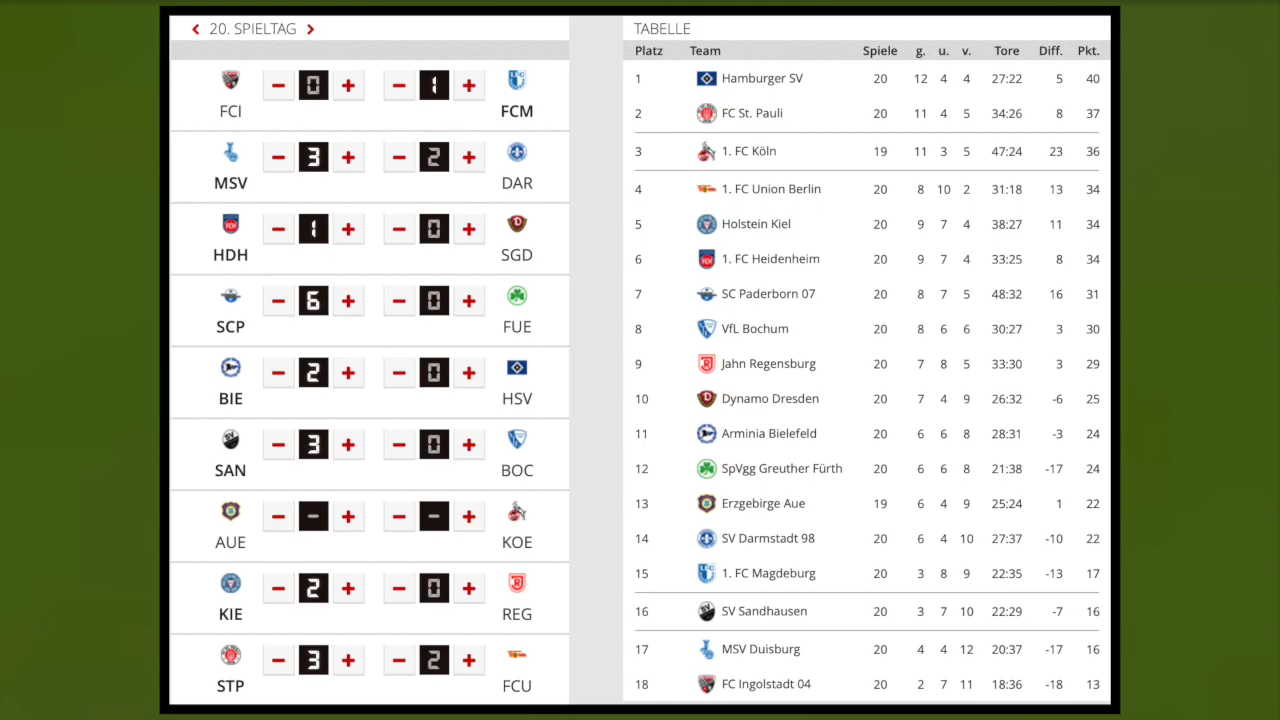 20. SPIELTAG
FCI 0 1 FCM
MSV 3 2 DAR
HDH 1 0 SGD
SCP 6 0 FUE
BIE 2 0 HSV
SAN 3 0 BOC
AUE - - KOE
KIE 2 0 REG
STP 3 2 FCU
TABELLE
Platz Team Spiele g. u. v. Tore Diff. Pkt.
1 Hamburger SV 20 12 4 4 27:22 5 40
2 FC St. Pauli 20 11 4 5 34:26 8 37
3 1. FC Köln 19 11 3 5 47:24 23 36
4 1. FC Union Berlin 20 8 10 2 31:18 13 34
5 Holstein Kiel 20 9 7 4 38:27 11 34
6 1. FC Heidenheim 20 9 7 4 33:25 8 34
7 SC Paderborn 07 20 8 7 5 48:32 16 31
8 VfL Bochum 20 8 6 6 30:27 3 30
9 Jahn Regensburg 20 7 8 5 33:30 3 29
10 Dynamo Dresden 20 7 4 9 26:32 -6 25
11 Arminia Bielefeld 20 6 6 8 28:31 -3 24
12 SpVgg Greuther Fürth 20 6 6 8 21:38 -17 24
13 Erzgebirge Aue 19 6 4 9 25:24 1 22
14 SV Darmstadt 98 20 6 4 10 27:37 -10 22
15 1. FC Magdeburg 20 3 8 9 22:35 -13 17
16 SV Sandhausen 20 3 7 10 22:29 -7 16
17 MSV Duisburg 20 4 4 12 20:37 -17 16
18 FC Ingolstadt 04 20 2 7 11 18:36 -18 13